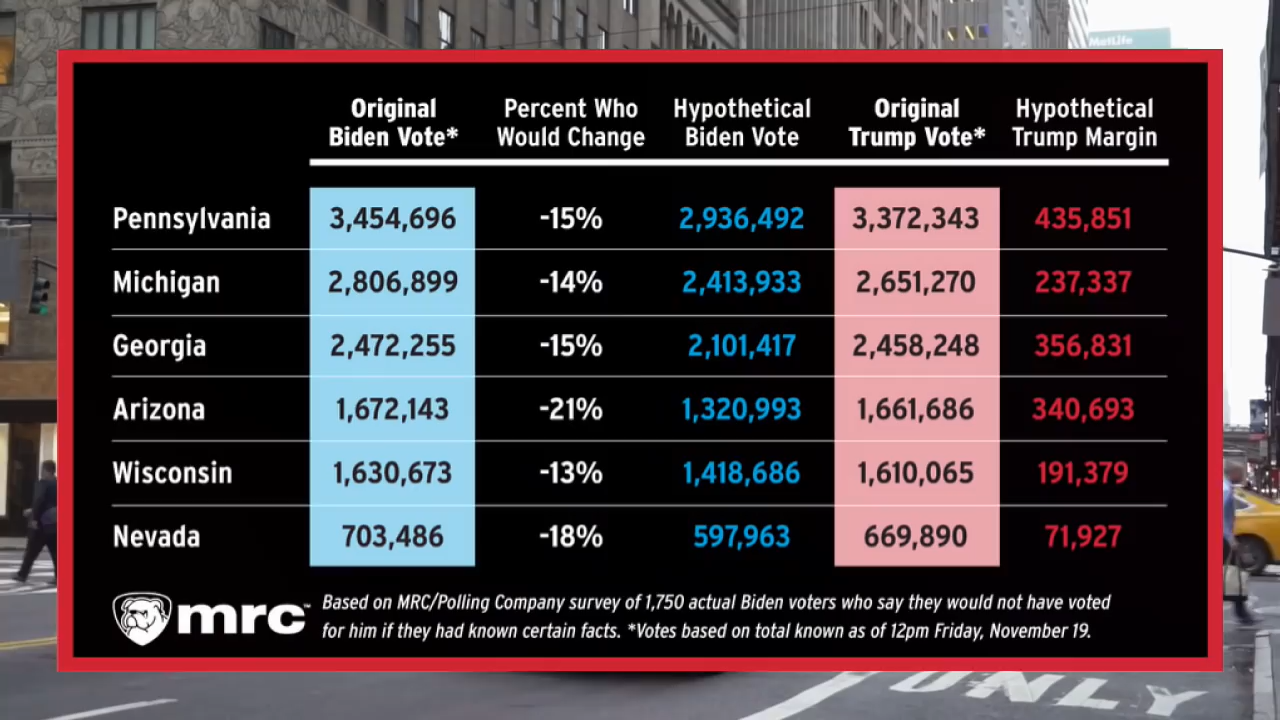 MetLife
Original Biden Vote* Percent Who Would Change Hypothetical Biden Vote Original Trump Vote* Hypothetical Trump Margin
Pennsylvania 3,454,696 -15% 2,936,492 3,372,343 435,851
Michigan 2,806,899 -14% 2,413,933 2,651,270 237,337
Georgia 2,472,255 -15% 2,101,417 2,458,248 356,831
Arizona 1,672,143 -21% 1,320,993 1,661,686 340,693
Wisconsin 1,630,673 -13% 1,418,686 1,610,065 191,379
Nevada 703,486 -18% 597,963 669,890 71,927
mrc™
Based on MRC/Polling Company survey of 1,750 actual Biden voters who say they would not have voted
for him if they had known certain facts. *Votes based on total known as of 12pm Friday, November 19.
ONLY